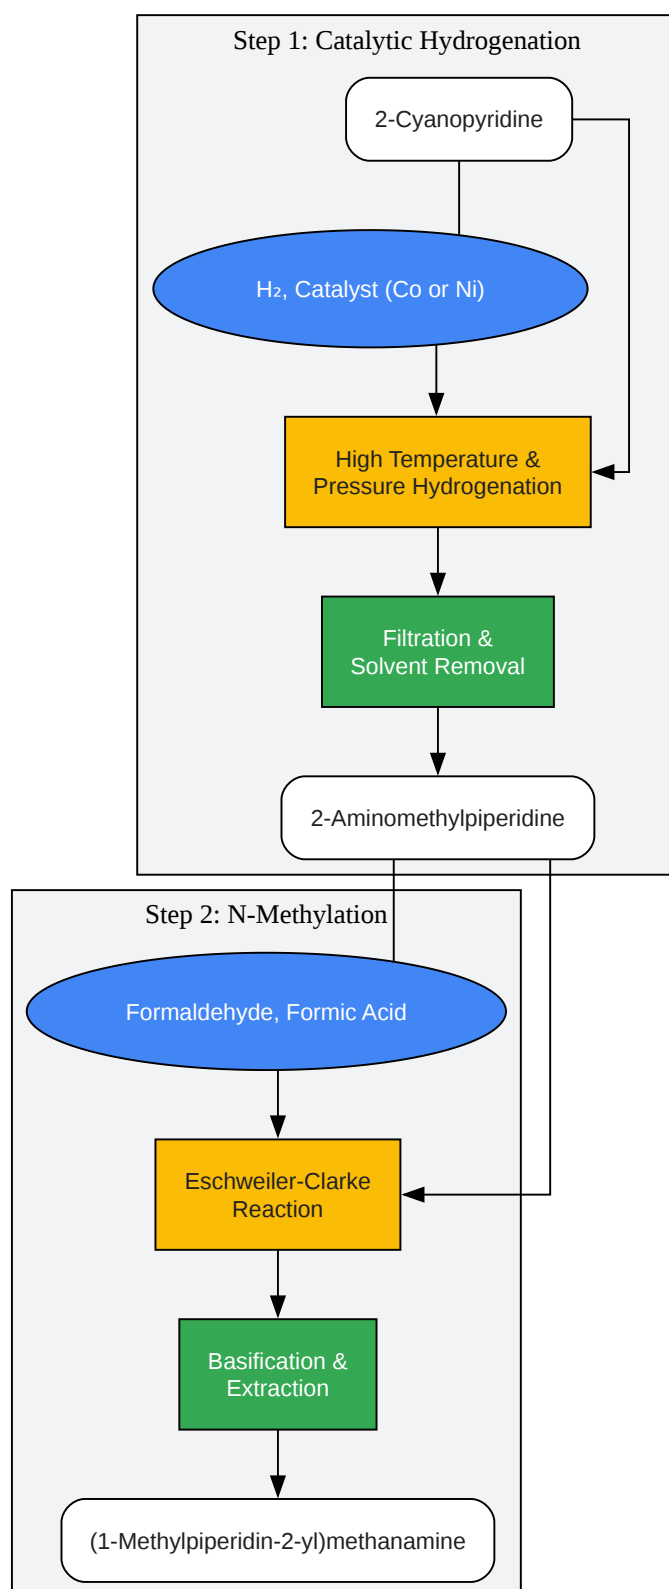 Step 1: Catalytic Hydrogenation
2-Cyanopyridine
H₂, Catalyst (Co or Ni)
High Temperature &
Pressure Hydrogenation
Filtration &
Solvent Removal
2-Aminomethylpiperidine
Step 2: N-Methylation
Formaldehyde, Formic Acid
Eschweiler-Clarke
Reaction
Basification &
Extraction
(1-Methylpiperidin-2-yl)methanamine